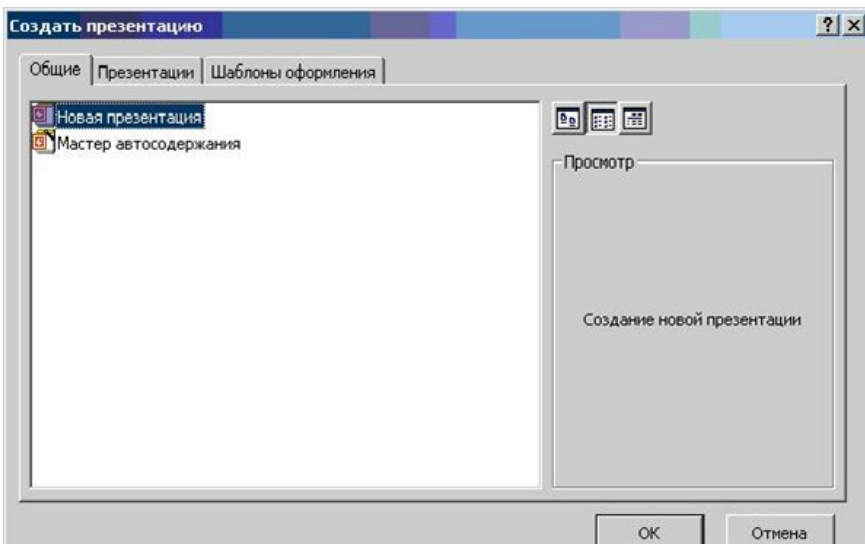 Создать презентацию
Общие Презентации Шаблоны оформления
Новая презентация
Мастер автосодержания
Просмотр
Создание новой презентации
OK Отмена